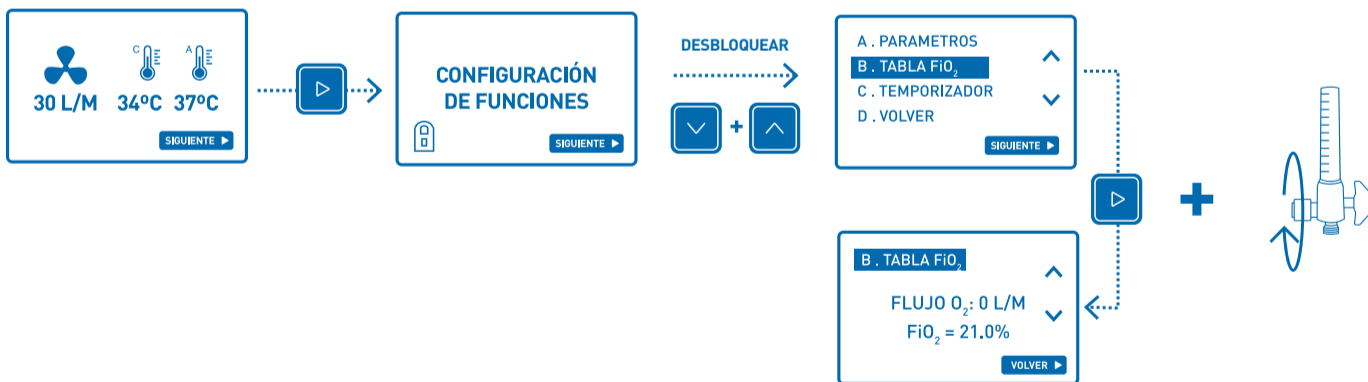 C A
30 L/M 34ºC 37ºC
SIGUIENTE
CONFIGURACIÓN
DE FUNCIONES
SIGUIENTE
DESBLOQUEAR
+
A . PARAMETROS
B . TABLA FiO₂
C . TEMPORIZADOR
D . VOLVER
SIGUIENTE
B . TABLA FiO₂
FLUJO O₂: 0 L/M
FiO₂ = 21.0%
VOLVER